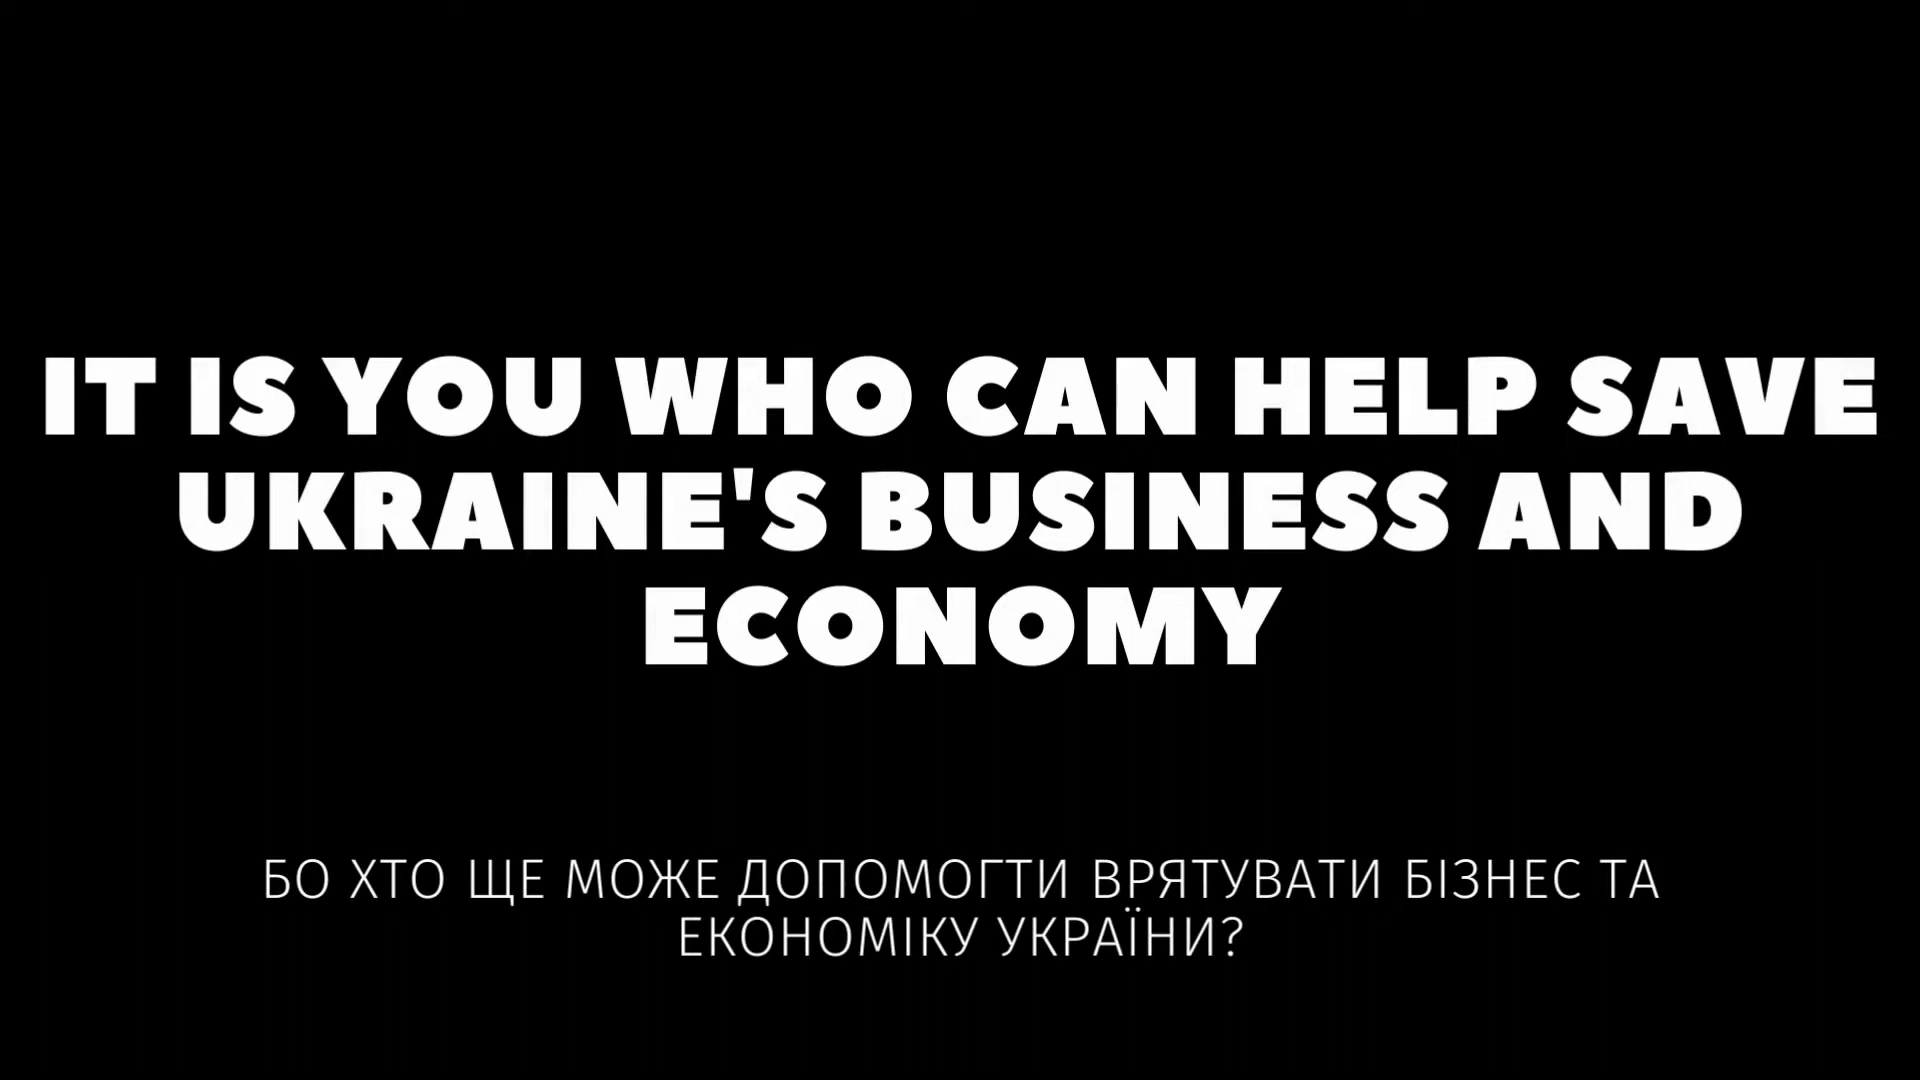 IT IS YOU WHO CAN HELP SAVE
UKRAINE'S BUSINESS AND
ECONOMY
БО ХТО ЩЕ МОЖЕ ДОПОМОГТИ ВРЯТУВАТИ БІЗНЕС ТА
ЕКОНОМІКУ УКРАЇНИ?